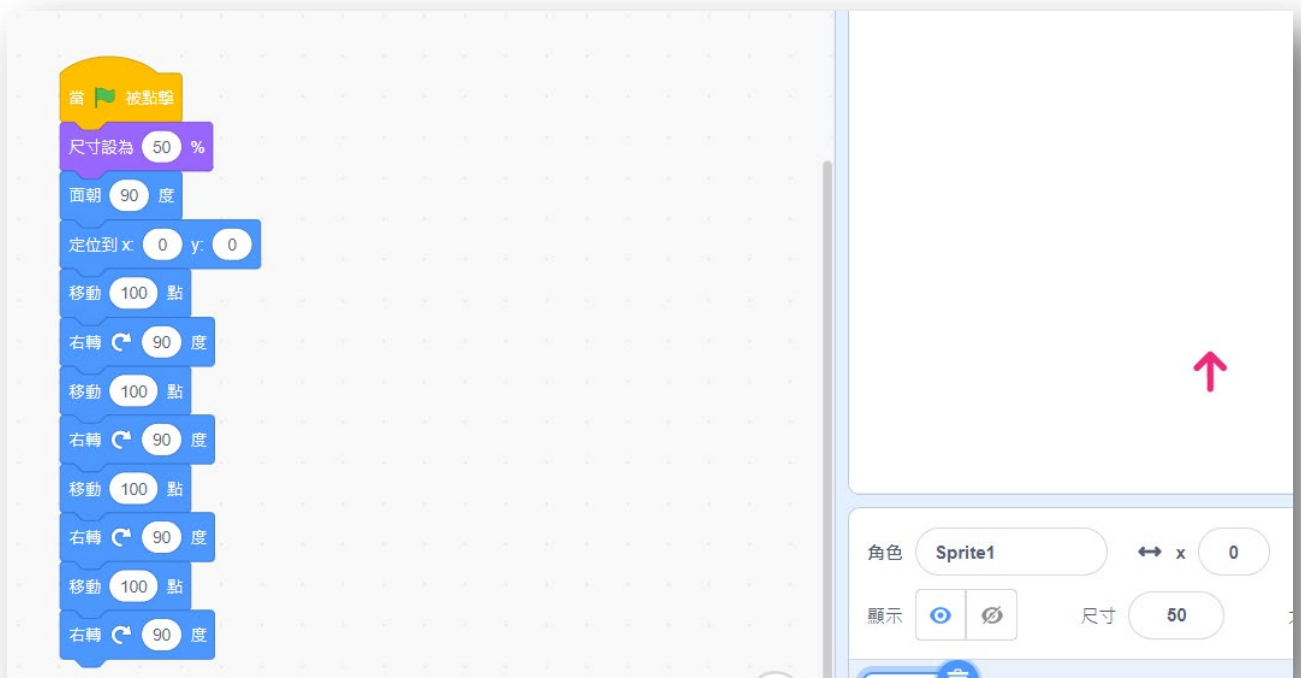 當 被點擊
尺寸設為 50 %
面朝 90 度
定位到 x: 0 y: 0
移動 100 點
右轉 90 度
移動 100 點
右轉 90 度
移動 100 點
右轉 90 度
移動 100 點
右轉 90 度
角色 Sprite1 x 0
顯示 尺寸 50